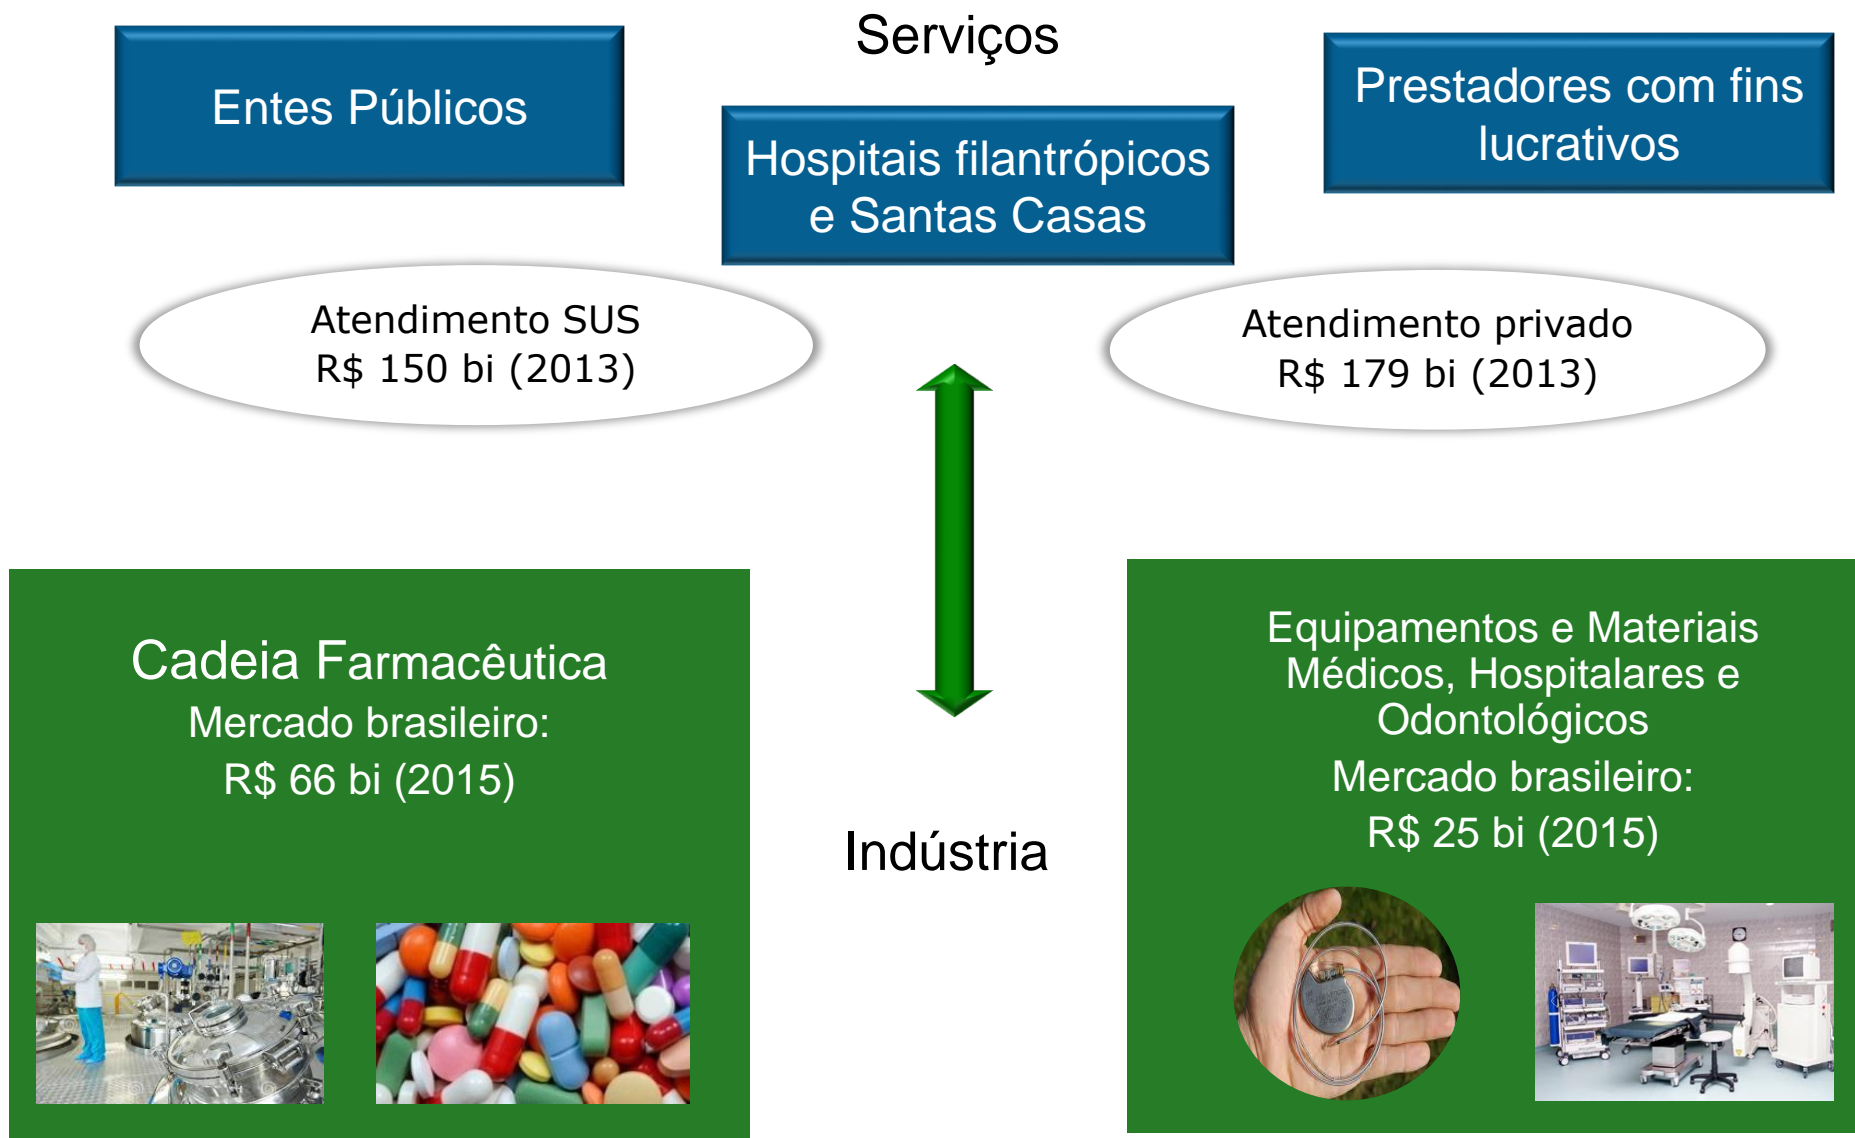 Serviços
Entes Públicos
Hospitais filantrópicos
e Santas Casas
Prestadores com fins
lucrativos
Atendimento SUS
R$ 150 bi (2013)
Atendimento privado
R$ 179 bi (2013)
Cadeia Farmacêutica
Mercado brasileiro:
R$ 66 bi (2015)
Indústria
Equipamentos e Materiais
Médicos, Hospitalares e
Odontológicos
Mercado brasileiro:
R$ 25 bi (2015)